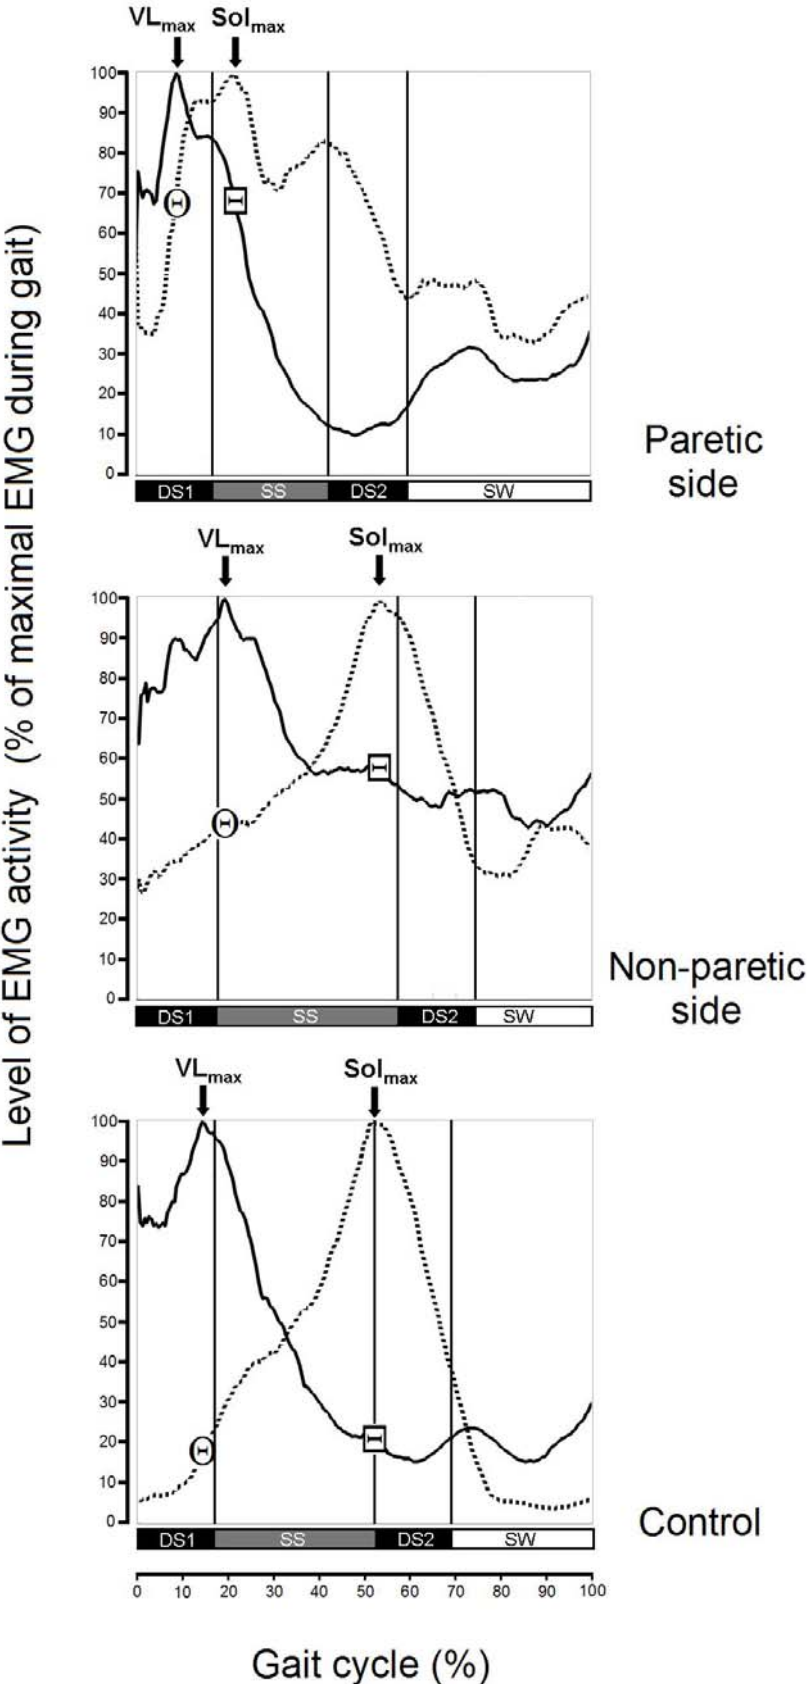 VLmax Solmax
100
90
80
70
60
50
40
30
20
10
0
DS1 SS DS2 SW
Paretic
side
VLmax Solmax
100
90
80
70
60
50
40
30
20
10
0
DS1 SS DS2 SW
Non-paretic
side
VLmax Solmax
100
90
80
70
60
50
40
30
20
10
0
DS1 SS DS2 SW
Control
0 10 20 30 40 50 60 70 80 90 100
Gait cycle (%)
Level of EMG activity (% of maximal EMG during gait)